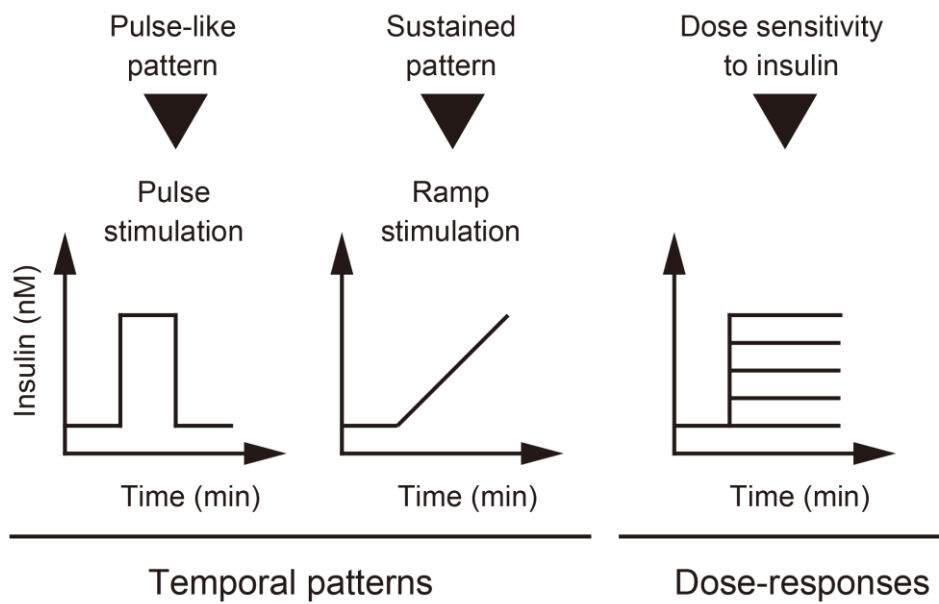 Pulse-like
pattern
Sustained
pattern
Dose sensitivity
to insulin
Pulse
stimulation
Ramp
stimulation
Insulin (nM)
Time (min)
Time (min)
Time (min)
Temporal patterns
Dose-responses